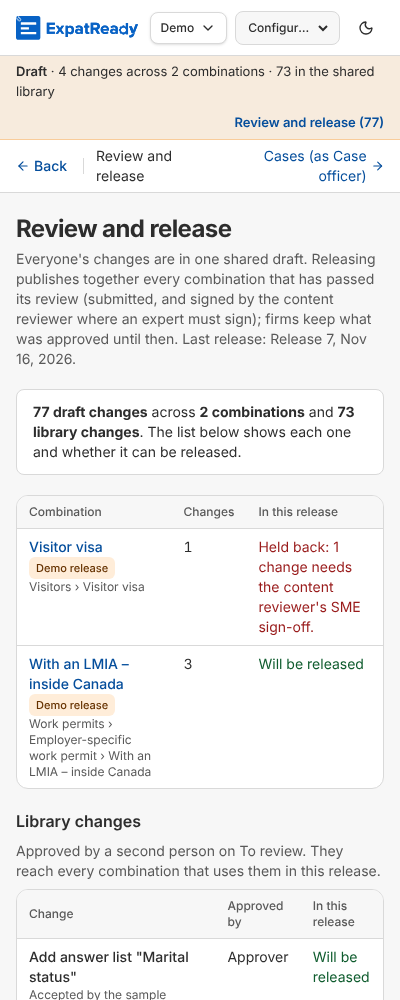 ExpatReady
Demo
Configur...
Draft · 4 changes across 2 combinations · 73 in the shared
library
Review and release (77)
← Back
Review and
release
Cases (as Case
officer) →
Review and release
Everyone's changes are in one shared draft. Releasing
publishes together every combination that has passed
its review (submitted, and signed by the content
reviewer where an expert must sign); firms keep what
was approved until then. Last release: Release 7, Nov
16, 2026.
77 draft changes across 2 combinations and 73
library changes. The list below shows each one
and whether it can be released.
Combination
Changes
In this release
Visitor visa
Demo release
Visitors › Visitor visa
1
Held back: 1
change needs
the content
reviewer's SME
sign-off.
With an LMIA –
inside Canada
Demo release
Work permits ›
Employer-specific
work permit › With an
LMIA – inside Canada
3
Will be released
Library changes
Approved by a second person on To review. They
reach every combination that uses them in this release.
Change
Approved
by
In this
release
Add answer list "Marital
status"
Accepted by the sample
Approver
Will be
released